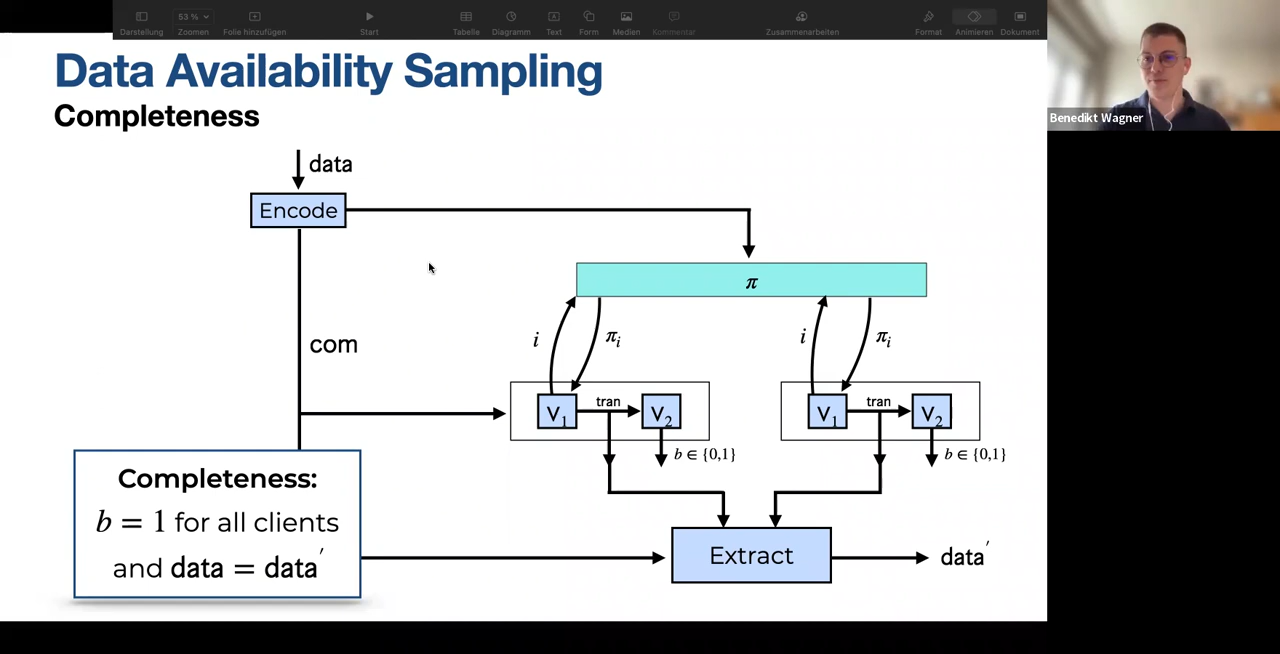 53 %
Darstellung Zoomen Folie hinzufügen Start Tabelle Diagramm Text Form Medien Kommentar Zusammenarbeiten Format Animieren Dokument
Data Availability Sampling
Completeness
Benedikt Wagner
data
Encode
π
i
πᵢ
i
πᵢ
com
V₁
tran
V₂
V₁
tran
V₂
b ∈ {0,1}
b ∈ {0,1}
Completeness:
b = 1 for all clients
and data = data′
Extract
data′